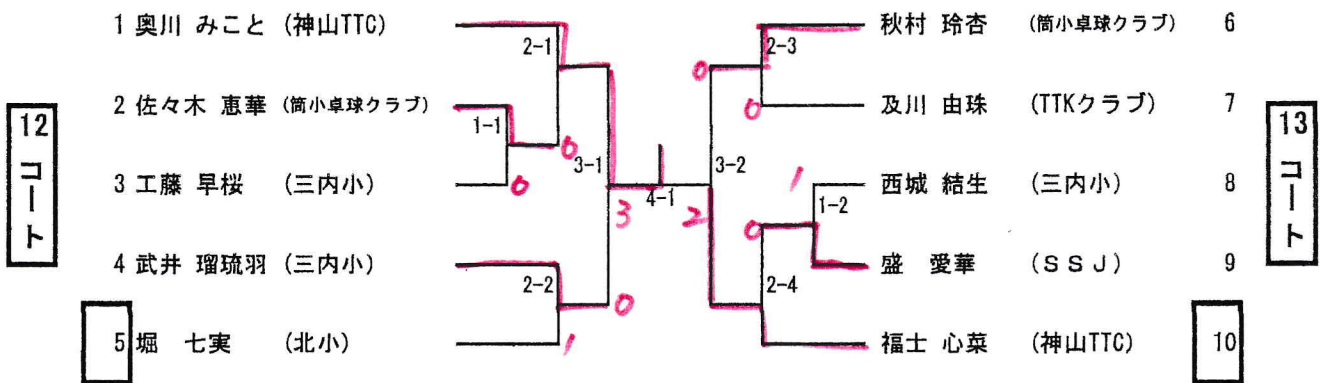 1 奥川 みこと (神山TTC)
2-1
2 佐々木 恵華 (筒小卓球クラブ)
1-1
0
3 工藤 早桜 (三内小)
0
3-1
3
4 武井 瑠琉羽 (三内小)
2-2
0
5 堀 七実 (北小)
1
12コート
4-1
秋村 玲杏 (筒小卓球クラブ) 6
2-3
0
及川 由珠 (TTKクラブ) 7
0
3-2
2
西城 結生 (三内小) 8
1
1-2
0
盛 愛華 (SSJ) 9
2-4
福士 心菜 (神山TTC) 10
13コート